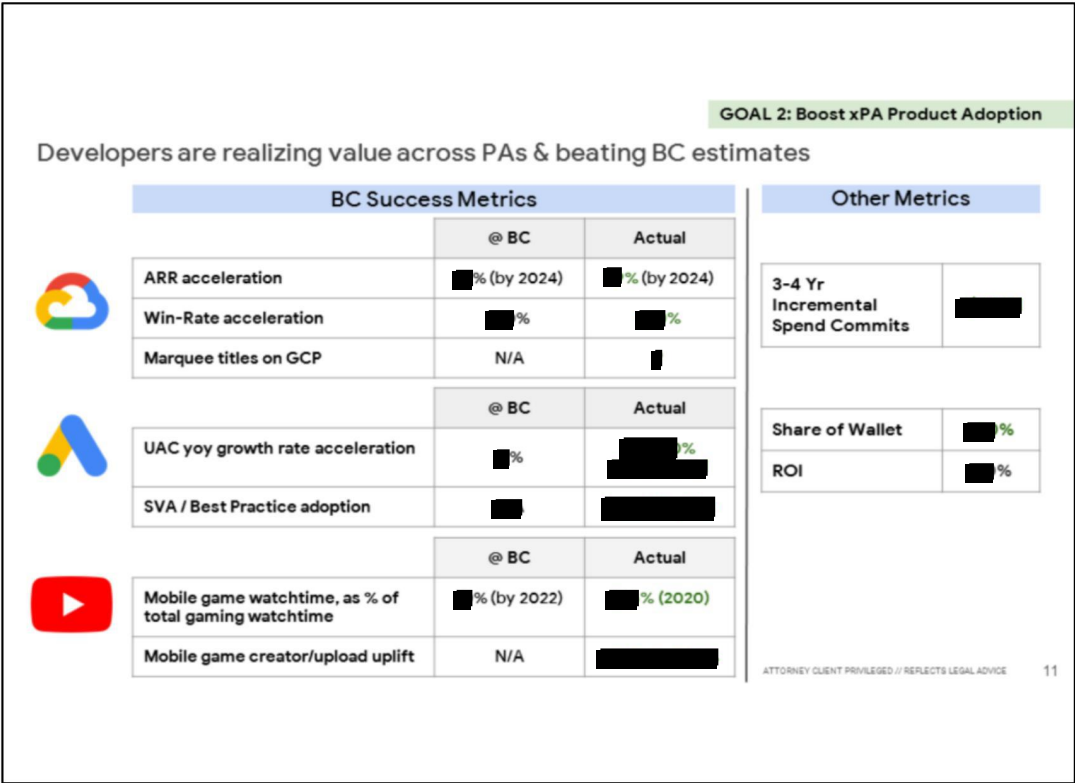 GOAL 2: Boost xPA Product Adoption
Developers are realizing value across PAs & beating BC estimates
BC Success Metrics
@ BC Actual
ARR acceleration % (by 2024) % (by 2024)
Win-Rate acceleration % %
Marquee titles on GCP N/A
@ BC Actual
UAC yoy growth rate acceleration % %
SVA / Best Practice adoption
@ BC Actual
Mobile game watchtime, as % of % (by 2022) % (2020)
total gaming watchtime
Mobile game creator/upload uplift N/A
Other Metrics
3-4 Yr
Incremental
Spend Commits
Share of Wallet %
ROI %
ATTORNEY CLIENT PRIVILEGED // REFLECTS LEGAL ADVICE 11